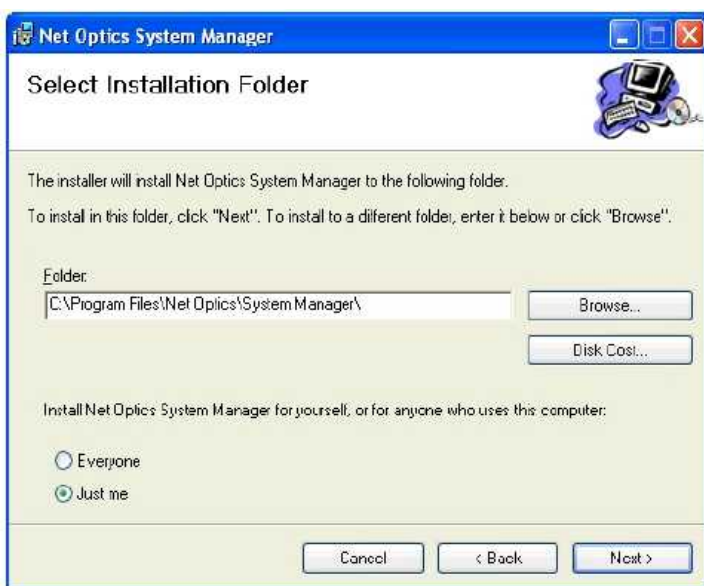 Net Optics System Manager
Select Installation Folder
The installer will install Net Optics System Manager to the following folder.
To install in this folder, click "Next". To install to a different folder, enter it below or click "Browse".
Folder:
C:\Program Files\Net Optics\System Manager\
Browse...
Disk Cost...
Install Net Optics System Manager for yourself, or for anyone who uses this computer:
Everyone
Just me
Cancel
< Back
Next >